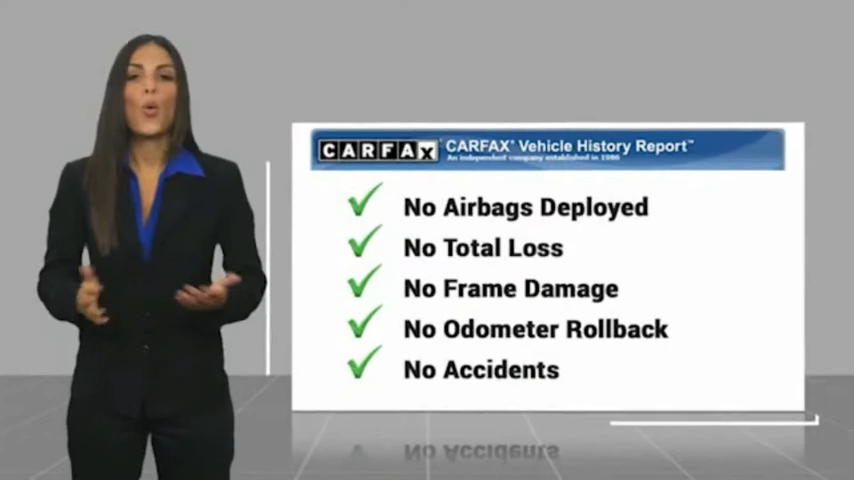 CARFAX CARFAX® Vehicle History Report™
An independent company established in 1986
No Airbags Deployed
No Total Loss
No Frame Damage
No Odometer Rollback
No Accidents
No Accidents